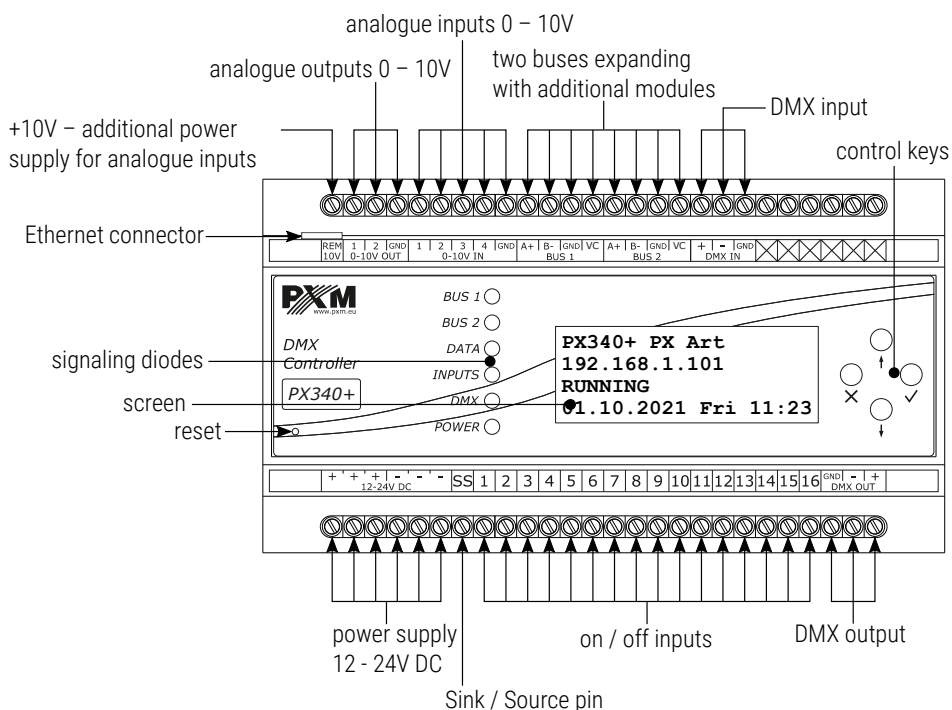 analogue inputs 0 – 10V
analogue outputs 0 – 10V
two buses expanding
with additional modules
DMX input
+10V – additional power
supply for analogue inputs
control keys
Ethernet connector
REM 1 2 GND 1 2 3 4 GND A+ B- GND VC A+ B- GND VC + - GND
10V 0-10V OUT 0-10V IN BUS 1 BUS 2 DMX IN
PXM
www.pxm.eu
BUS 1
BUS 2
DMX
Controller
DATA
signaling diodes
INPUTS
PX340+
screen
DMX
reset
POWER
PX340+ PX Art
192.168.1.101
RUNNING
01.10.2021 Fri 11:23
+ + + - - - SS 1 2 3 4 5 6 7 8 9 10 11 12 13 14 15 16 GND - +
12-24V DC DMX OUT
power supply
12 - 24V DC
on / off inputs
DMX output
Sink / Source pin